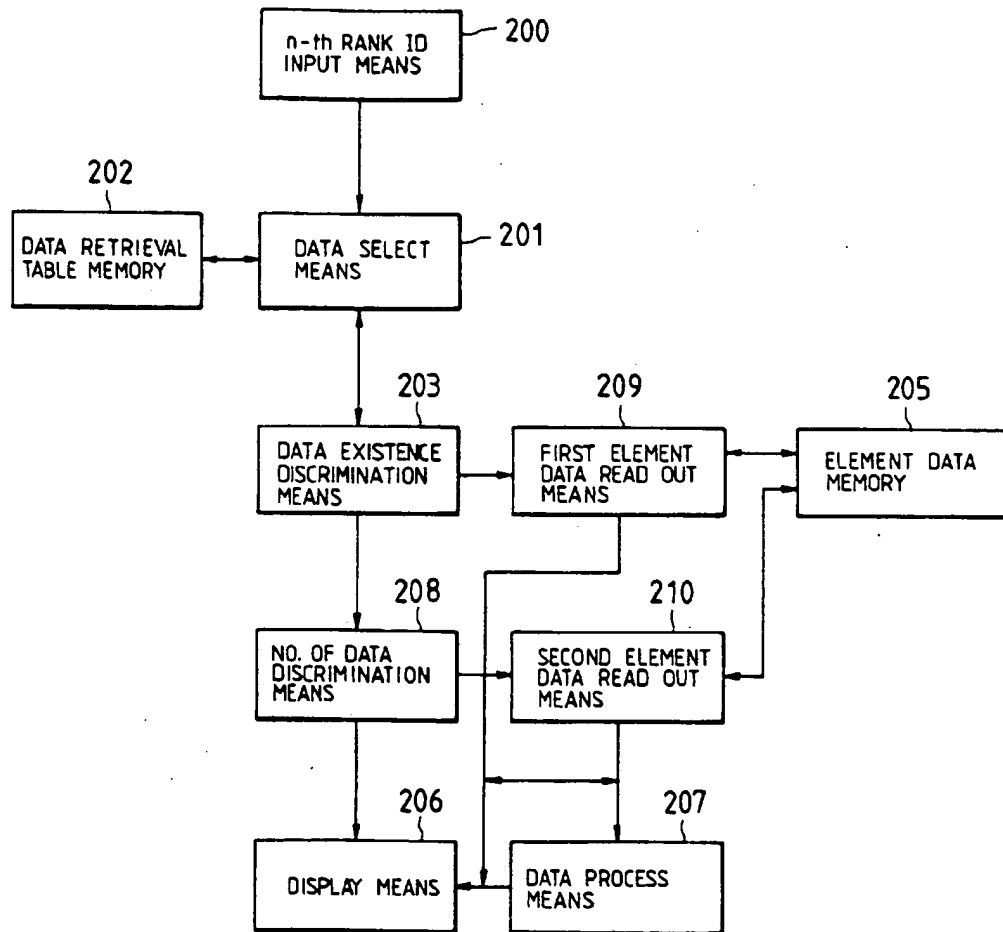 n-th RANK ID
INPUT MEANS
200
202
DATA RETRIEVAL
TABLE MEMORY
DATA SELECT
MEANS
201
203
209
205
DATA EXISTENCE
DISCRIMINATION
MEANS
FIRST ELEMENT
DATA READ OUT
MEANS
ELEMENT DATA
MEMORY
208
210
NO. OF DATA
DISCRIMINATION
MEANS
SECOND ELEMENT
DATA READ OUT
MEANS
206
207
DISPLAY MEANS
DATA PROCESS
MEANS